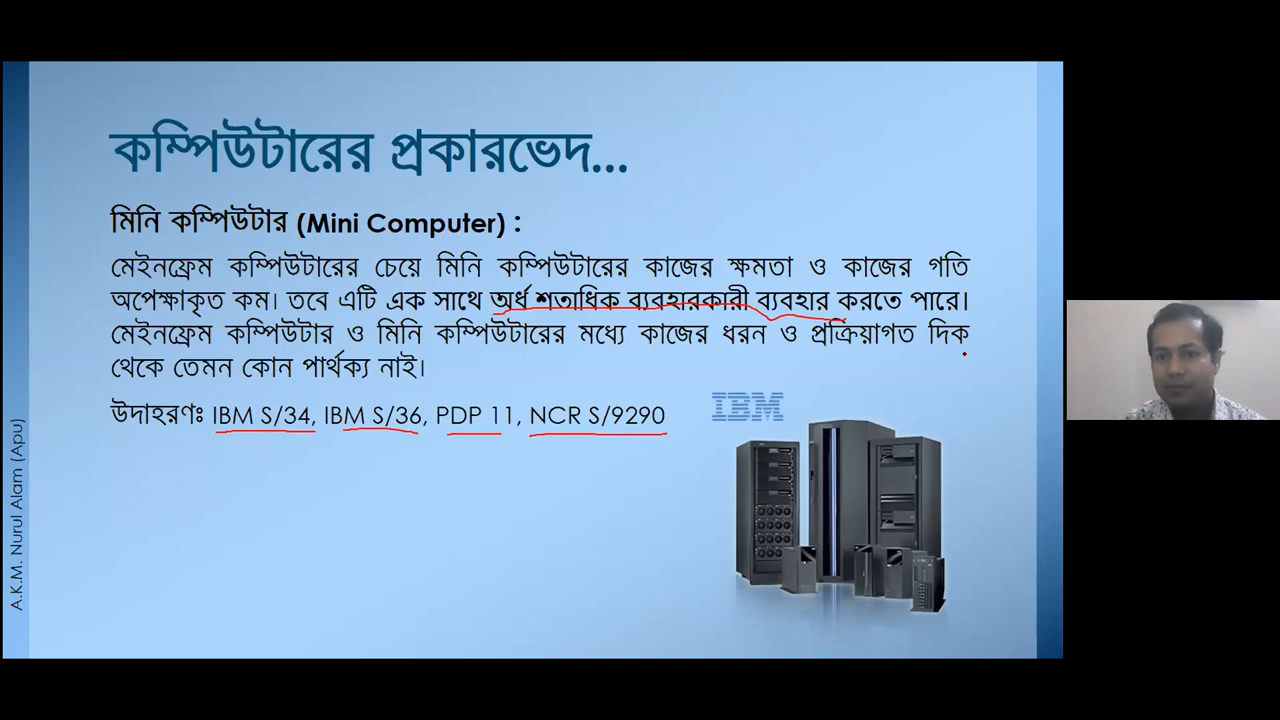 কম্পিউটারের প্রকারভেদ...
মিনি কম্পিউটার (Mini Computer) :
মেইনফ্রেম কম্পিউটারের চেয়ে মিনি কম্পিউটারের কাজের ক্ষমতা ও কাজের গতি
অপেক্ষাকৃত কম। তবে এটি এক সাথে অর্ধ শতাধিক ব্যবহারকারী ব্যবহার করতে পারে।
মেইনফ্রেম কম্পিউটার ও মিনি কম্পিউটারের মধ্যে কাজের ধরন ও প্রক্রিয়াগত দিক
থেকে তেমন কোন পার্থক্য নাই।
উদাহরণঃ IBM S/34, IBM S/36, PDP 11, NCR S/9290
IBM
A.K.M. Nurul Alam (Apu)